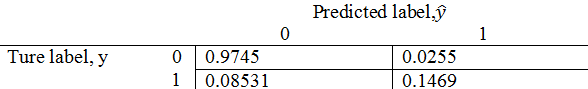 Predicted label,ŷ
0 1
Ture label, y 0 0.9745 0.0255
1 0.08531 0.1469